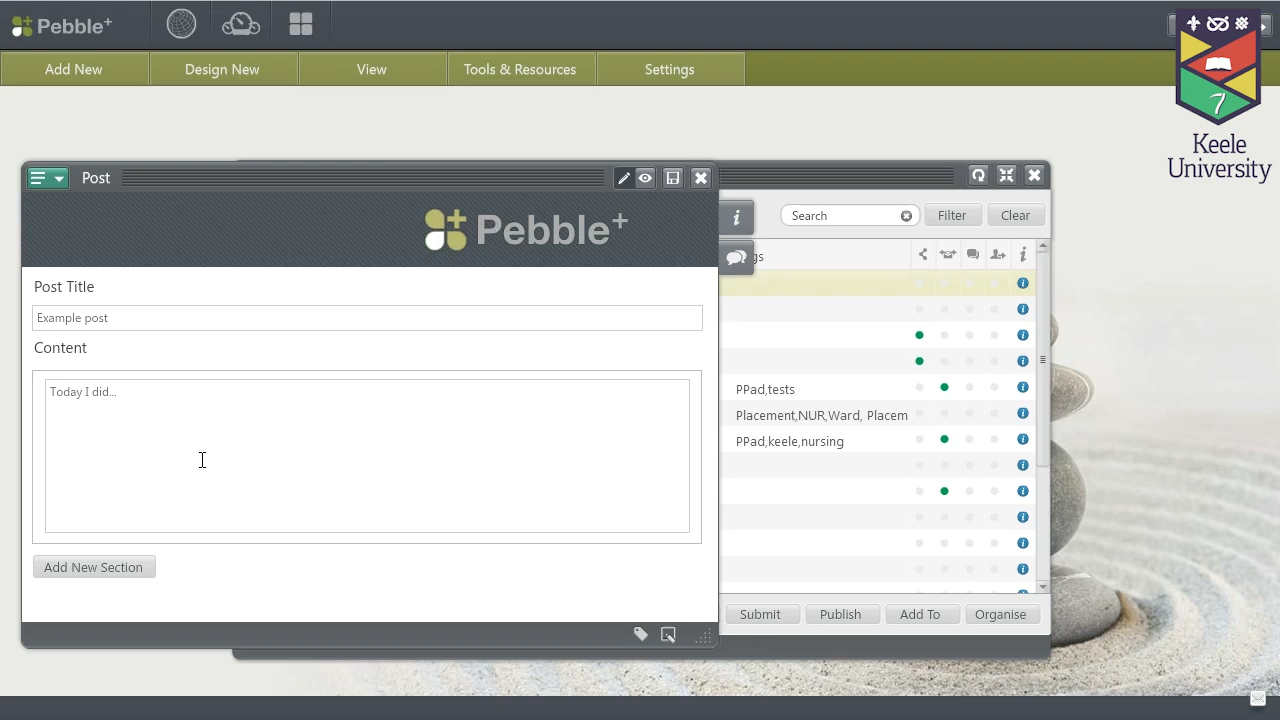 Pebble+
Add New
Design New
View
Tools & Resources
Settings
7
Keele
University
Post
Pebble+
Post Title
Example post
Content
Today I did...
Add New Section
Search
Filter
Clear
gs
PPad,tests
Placement,NUR,Ward, Placem
PPad,keele,nursing
Submit
Publish
Add To
Organise